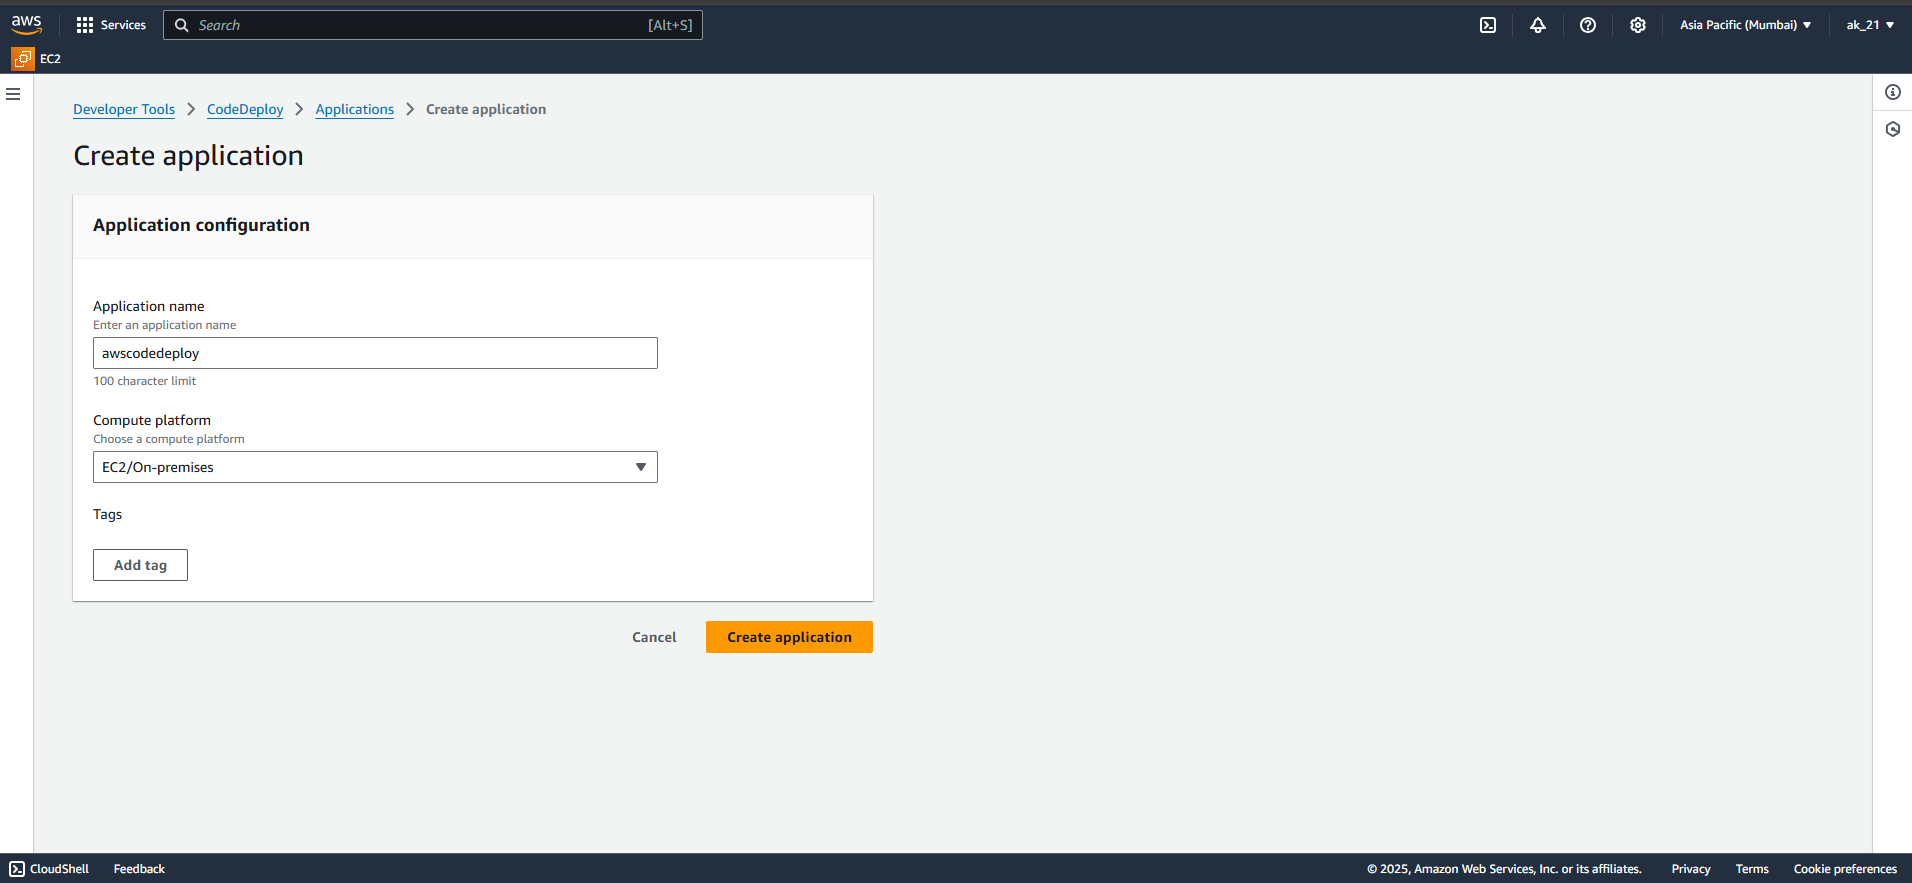 aws Services Search [Alt+S] Asia Pacific (Mumbai) ak_21
EC2
Developer Tools CodeDeploy Applications Create application
Create application
Application configuration
Application name
Enter an application name
awscodedeploy
100 character limit
Compute platform
Choose a compute platform
EC2/On-premises
Tags
Add tag
Cancel Create application
CloudShell Feedback © 2025, Amazon Web Services, Inc. or its affiliates. Privacy Terms Cookie preferences